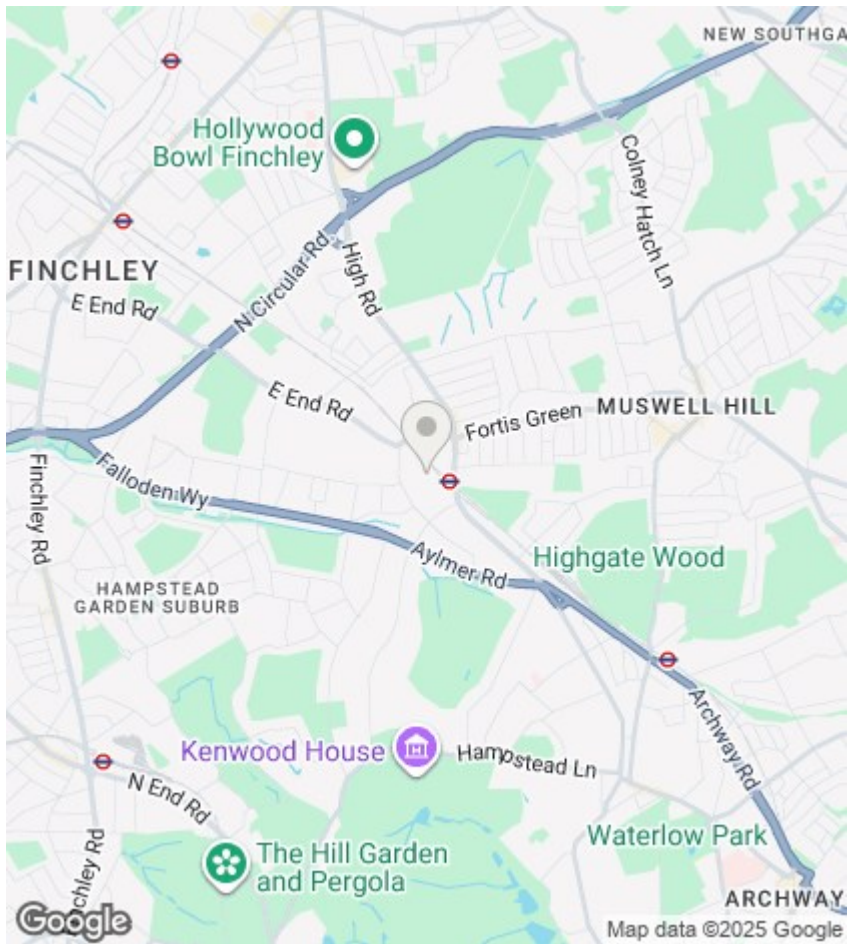 NEW SOUTHGA
Hollywood
Bowl Finchley
Colney Hatch Ln
FINCHLEY
N Circular Rd
High Rd
E End Rd
E End Rd
Fortis Green
MUSWELL HILL
Finchley Rd
Falloden Wy
Aylmer Rd
Highgate Wood
HAMPSTEAD
GARDEN SUBURB
Archway Rd
Kenwood House
Hampstead Ln
N End Rd
Waterlow Park
The Hill Garden
and Pergola
nchley Rd
ARCHWAY
Google
Map data ©2025 Google